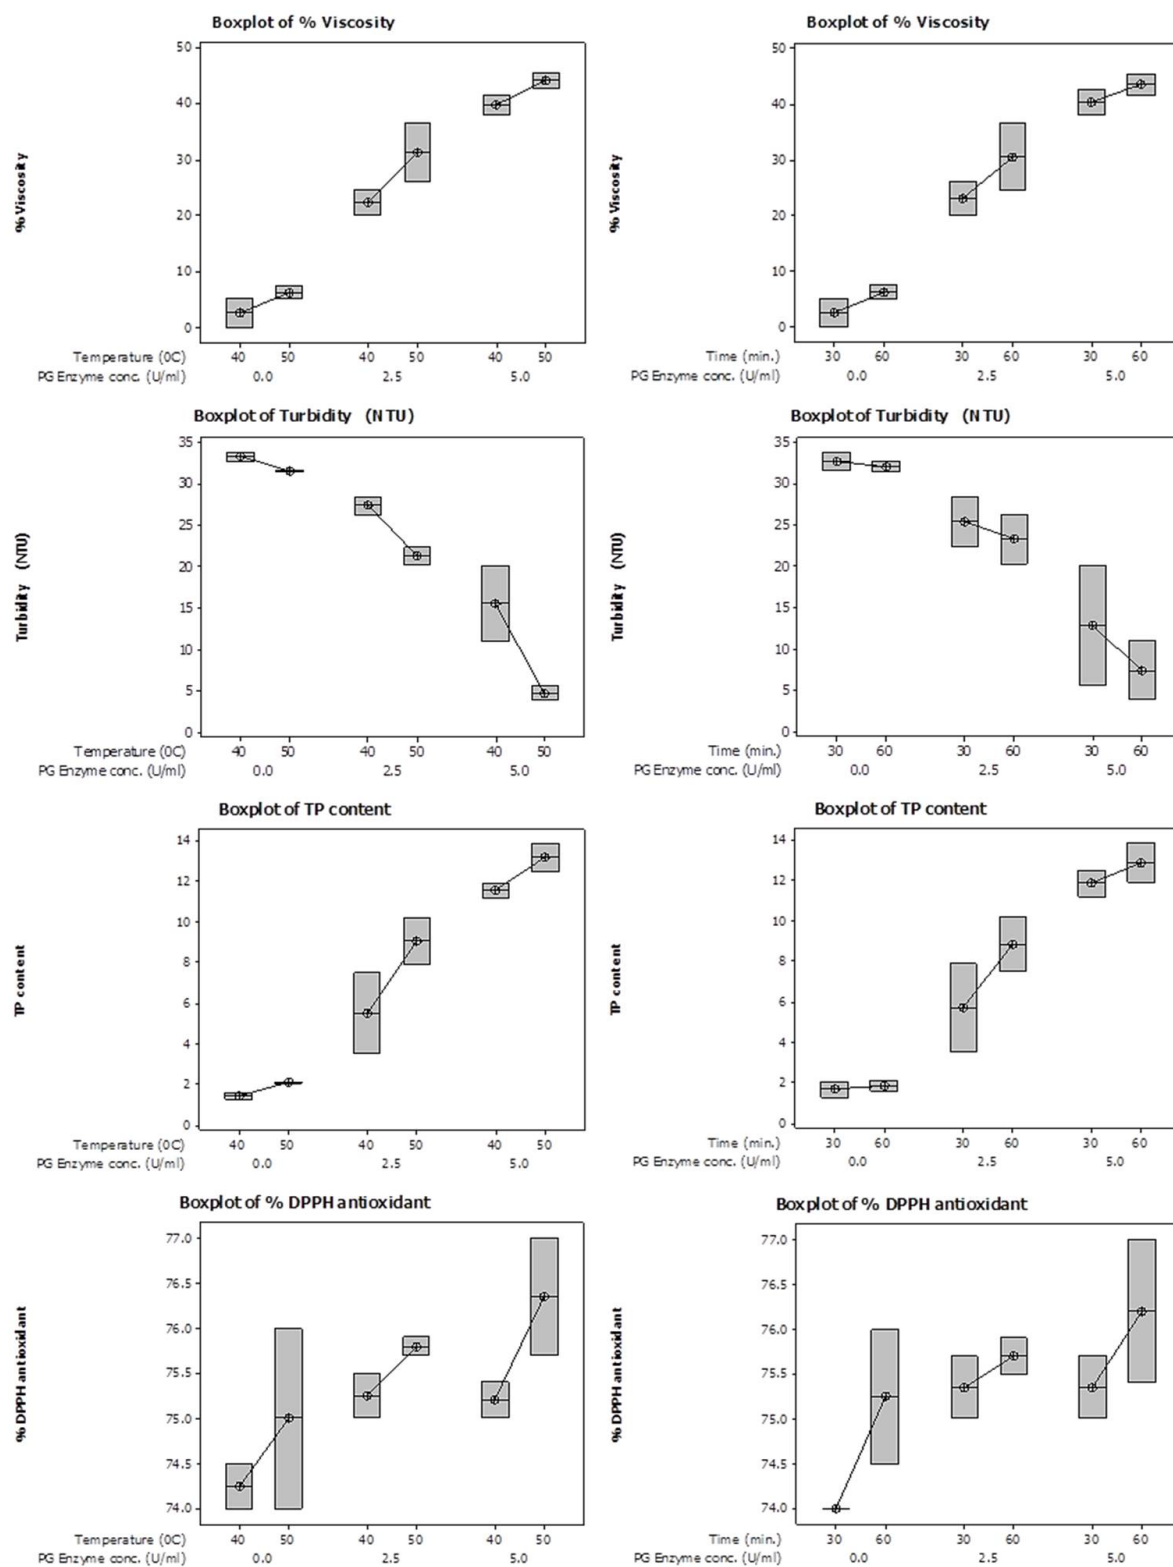 Boxplot of % Viscosity
% Viscosity
50
40
30
20
10
0
Temperature (0C) 40 50 40 50 40 50
PG Enzyme conc. (U/ml) 0.0 2.5 5.0
Boxplot of % Viscosity
% Viscosity
50
40
30
20
10
0
Time (min.) 30 60 30 60 30 60
PG Enzyme conc. (U/ml) 0.0 2.5 5.0
Boxplot of Turbidity (NTU)
Turbidity (NTU)
35
30
25
20
15
10
5
0
Temperature (0C) 40 50 40 50 40 50
PG Enzyme conc. (U/ml) 0.0 2.5 5.0
Boxplot of Turbidity (NTU)
Turbidity (NTU)
35
30
25
20
15
10
5
0
Time (min.) 30 60 30 60 30 60
PG Enzyme conc. (U/ml) 0.0 2.5 5.0
Boxplot of TP content
TP content
14
12
10
8
6
4
2
0
Temperature (0C) 40 50 40 50 40 50
PG Enzyme conc. (U/ml) 0.0 2.5 5.0
Boxplot of TP content
TP content
14
12
10
8
6
4
2
0
Time (min.) 30 60 30 60 30 60
PG Enzyme conc. (U/ml) 0.0 2.5 5.0
Boxplot of % DPPH antioxidant
% DPPH antioxidant
77.0
76.5
76.0
75.5
75.0
74.5
74.0
Temperature (0C) 40 50 40 50 40 50
PG Enzyme conc. (U/ml) 0.0 2.5 5.0
Boxplot of % DPPH antioxidant
% DPPH antioxidant
77.0
76.5
76.0
75.5
75.0
74.5
74.0
Time (min.) 30 60 30 60 30 60
PG Enzyme conc. (U/ml) 0.0 2.5 5.0